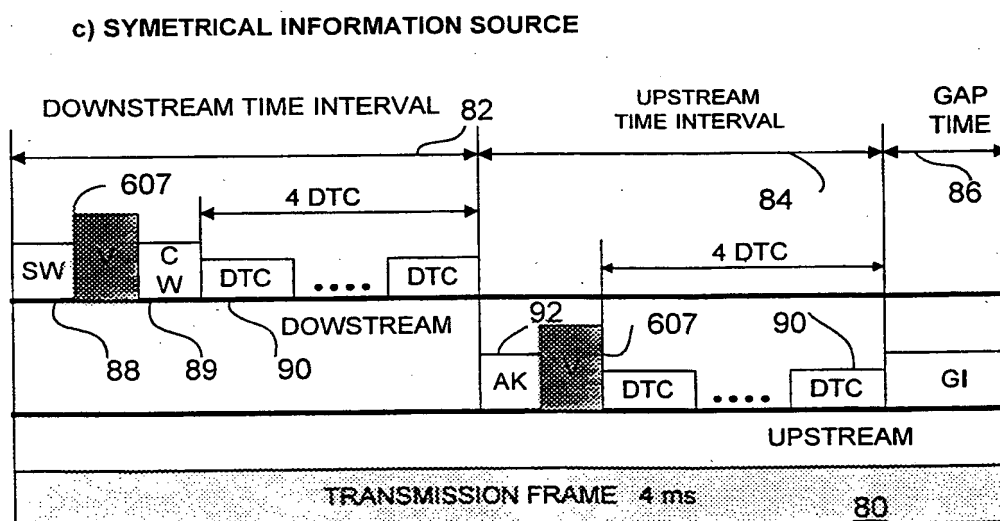 c) SYMETRICAL INFORMATION SOURCE
DOWNSTREAM TIME INTERVAL
82
UPSTREAM
TIME INTERVAL
GAP
TIME
607
4 DTC
84
86
SW
V
C
W
DTC
....
DTC
4 DTC
DOWSTREAM
88
89
90
92
607
90
AK
V
DTC
....
DTC
GI
UPSTREAM
TRANSMISSION FRAME 4 ms
80